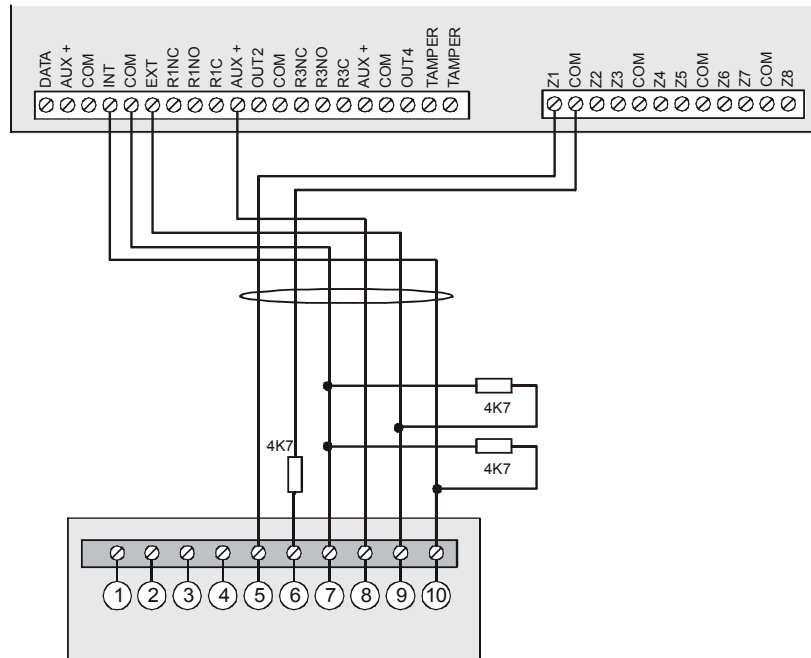 DATA
AUX +
COM
INT
COM
EXT
R1NC
R1NO
R1C
AUX +
OUT2
COM
R3NC
R3NO
R3C
AUX +
COM
OUT4
TAMPER
TAMPER
Z1
COM
Z2
Z3
COM
Z4
Z5
COM
Z6
Z7
COM
Z8
4K7
4K7
4K7
1
2
3
4
5
6
7
8
9
10